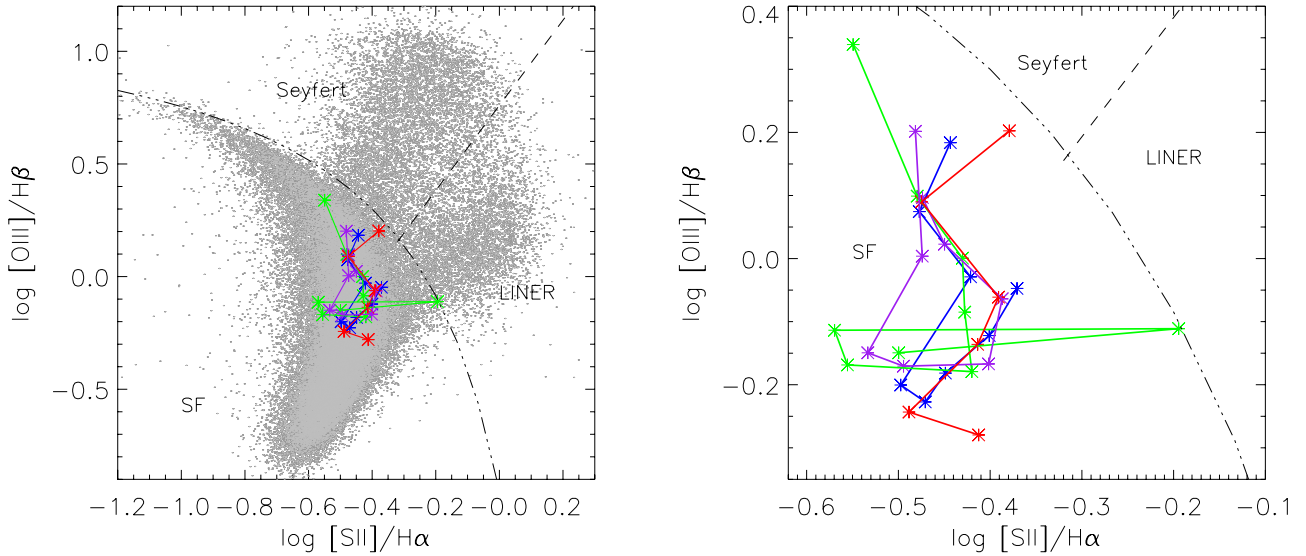 1.0
0.5
0.0
−0.5
log [OIII]/Hβ
Seyfert
LINER
SF
−1.2 −1.0 −0.8 −0.6 −0.4 −0.2 −0.0 0.2
log [SII]/Hα
0.4
0.2
0.0
−0.2
log [OIII]/Hβ
Seyfert
LINER
SF
−0.6 −0.5 −0.4 −0.3 −0.2 −0.1
log [SII]/Hα